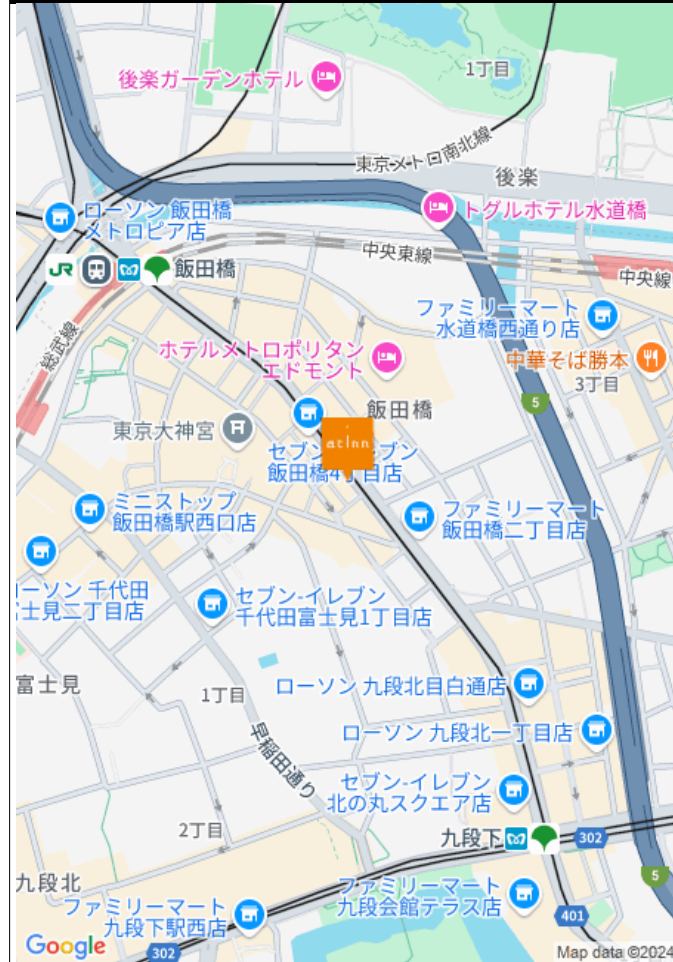 後楽ガーデンホテル
1丁目
東京メトロ南北線
後楽
ローソン 飯田橋
メトロピア店
トグルホテル水道橋
中央東線
JR
飯田橋
中央線
ファミリーマート
水道橋西通り店
総武線
ホテルメトロポリタン
エドモント
中華そば勝本
3丁目
飯田橋
5
東京大神宮
at inn
セブン-イレブン
飯田橋4丁目店
ミニストップ
飯田橋駅西口店
ファミリーマート
飯田橋二丁目店
ローソン 千代田
富士見二丁目店
セブン-イレブン
千代田富士見1丁目店
富士見
1丁目
ローソン 九段北目白通店
早稲田通り
ローソン 九段北一丁目店
セブン-イレブン
北の丸スクエア店
2丁目
九段下
302
5
九段北
ファミリーマート
九段会館テラス店
ファミリーマート
九段下駅西店
401
302
Google
Map data ©2024